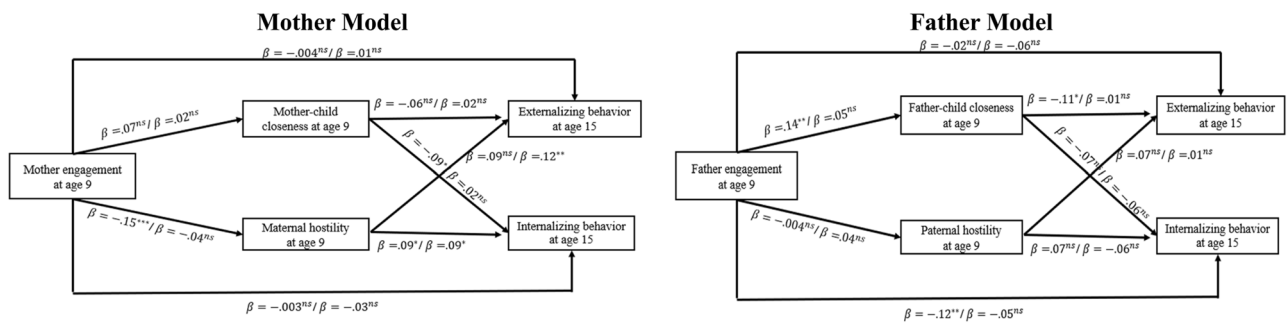 Mother Model
β = −.004ⁿˢ/ β =.01ⁿˢ
Mother-child
closeness at age 9
β = −.06ⁿˢ/ β =.02ⁿˢ
Externalizing behavior
at age 15
β =.07ⁿˢ/ β =.02ⁿˢ
β = −.09*/ β =.02ⁿˢ
β =.09ⁿˢ/ β =.12**
Mother engagement
at age 9
β = −.15***/ β = −.04ⁿˢ
Maternal hostility
at age 9
β =.09*/ β =.09*
Internalizing behavior
at age 15
β = −.003ⁿˢ/ β = −.03ⁿˢ
Father Model
β = −.02ⁿˢ/ β = −.06ⁿˢ
Father-child closeness
at age 9
β = −.11*/ β =.01ⁿˢ
Externalizing behavior
at age 15
β =.14**/ β =.05ⁿˢ
β = −.07ⁿˢ/ β = −.06ⁿˢ
β =.07ⁿˢ/ β =.01ⁿˢ
Father engagement
at age 9
β = −.004ⁿˢ/ β =.04ⁿˢ
Paternal hostility
at age 9
β =.07ⁿˢ/ β = −.06ⁿˢ
Internalizing behavior
at age 15
β = −.12**/ β = −.05ⁿˢ